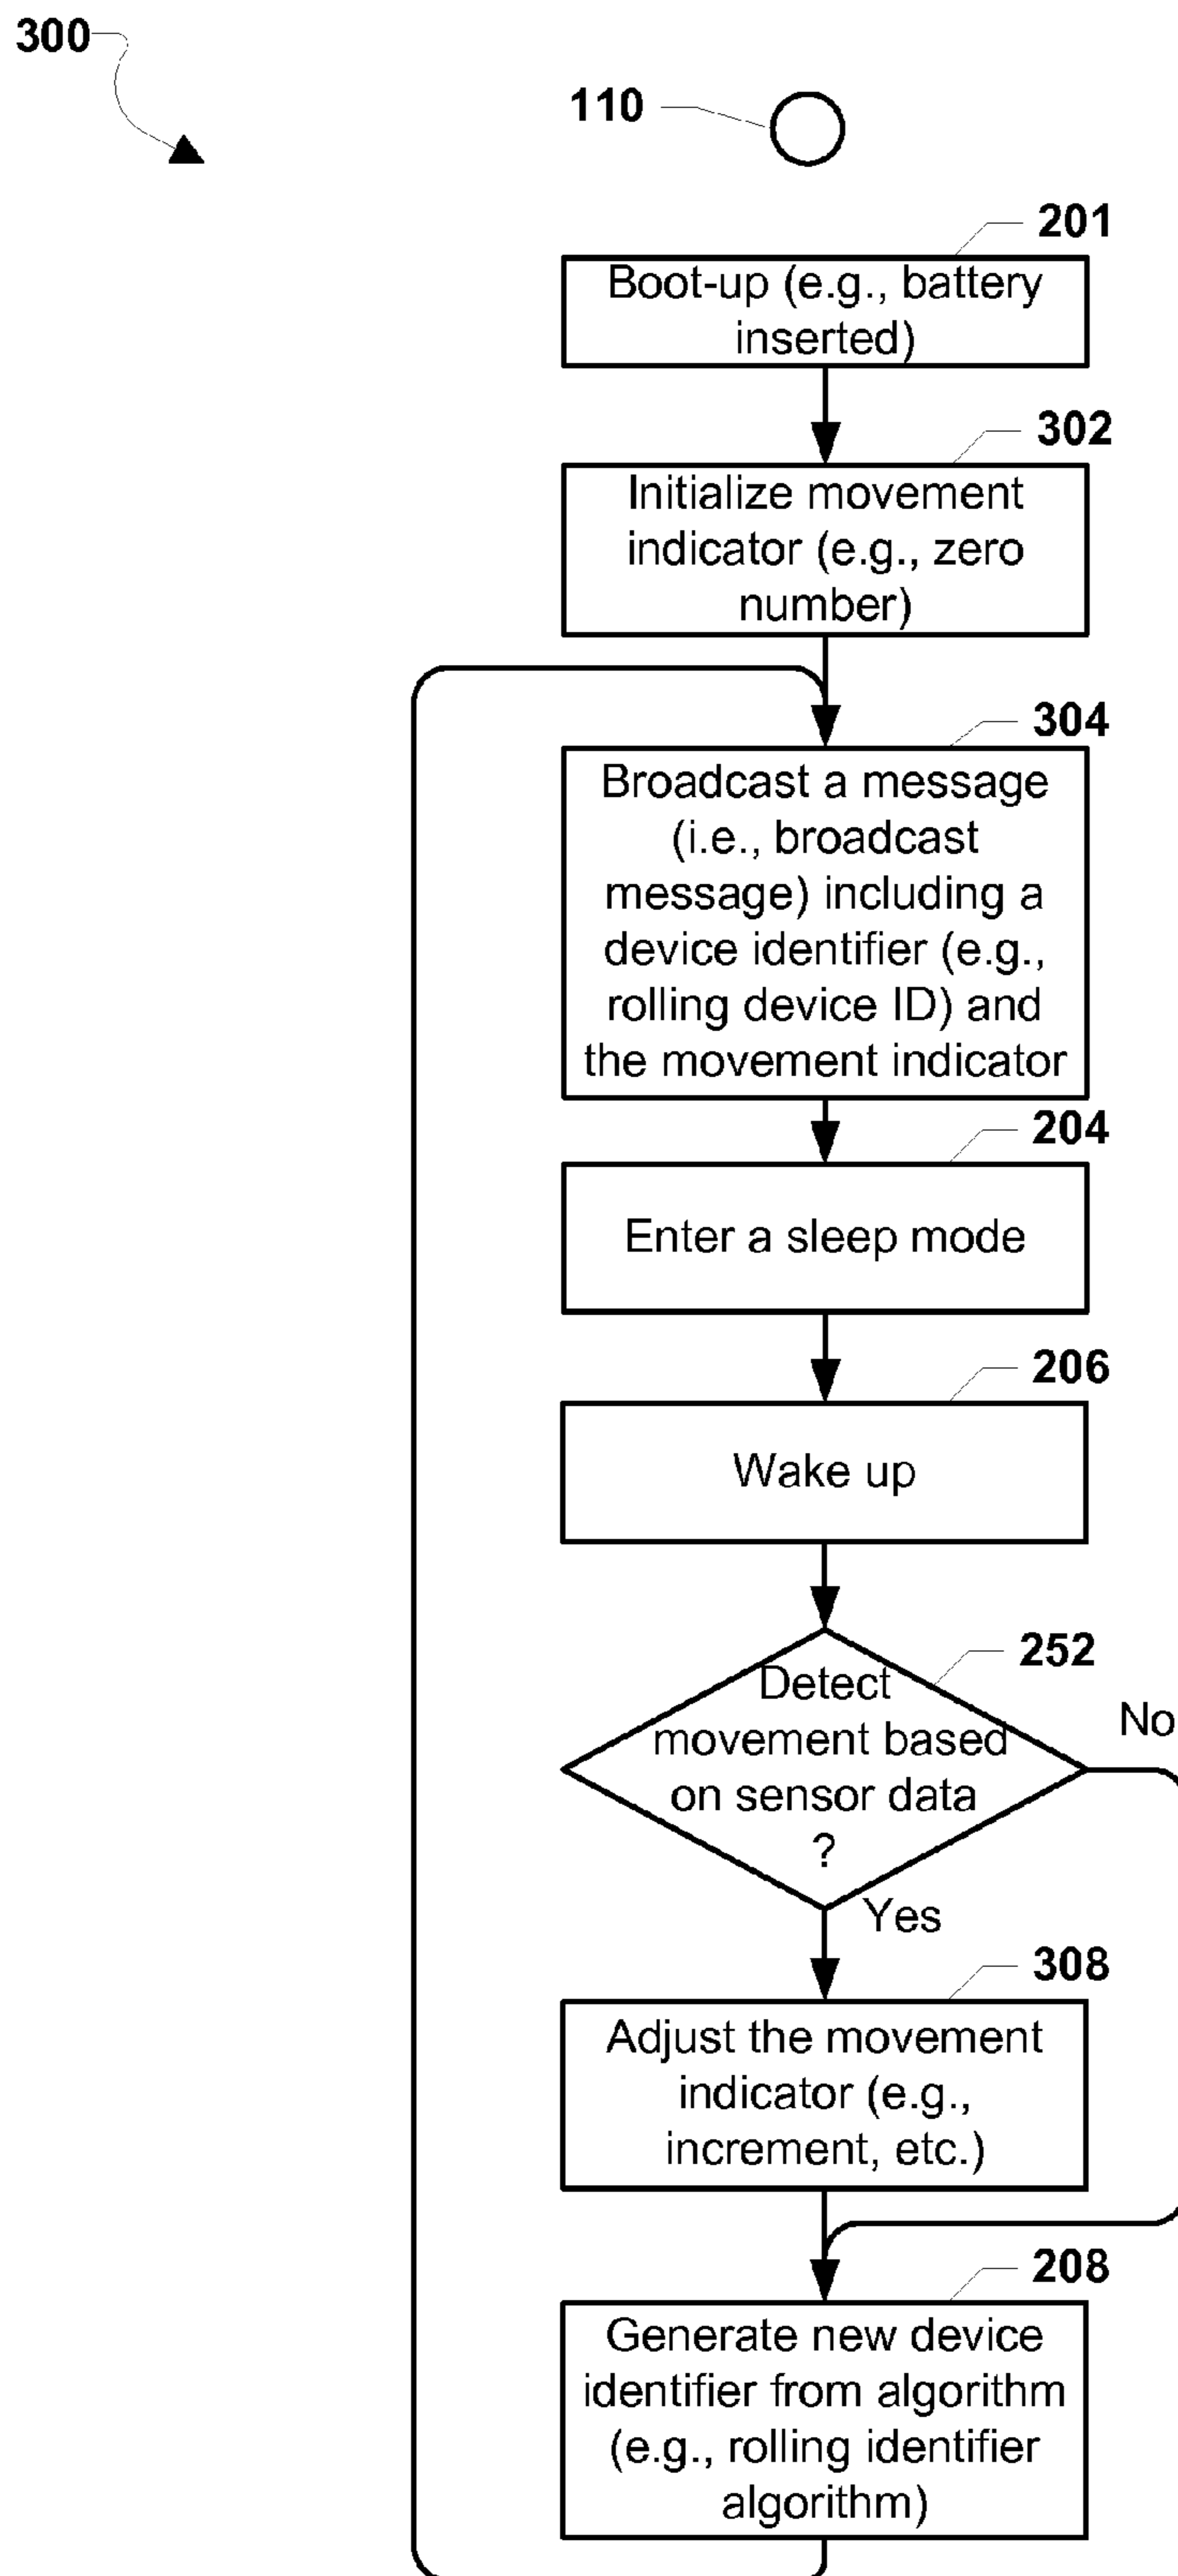 300
110
201
Boot-up (e.g., battery
inserted)
302
Initialize movement
indicator (e.g., zero
number)
304
Broadcast a message
(i.e., broadcast
message) including a
device identifier (e.g.,
rolling device ID) and
the movement indicator
204
Enter a sleep mode
206
Wake up
252
Detect
movement based
on sensor data
?
No
Yes
308
Adjust the movement
indicator (e.g.,
increment, etc.)
208
Generate new device
identifier from algorithm
(e.g., rolling identifier
algorithm)